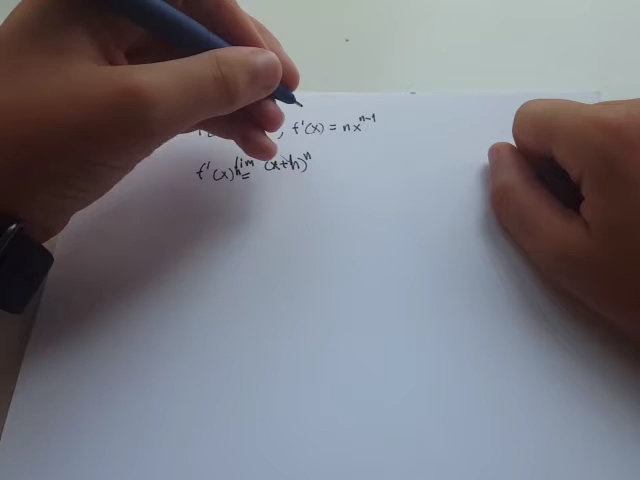 , f'(x) = nx^{n-1}
f'(x) = lim (x+h)^n